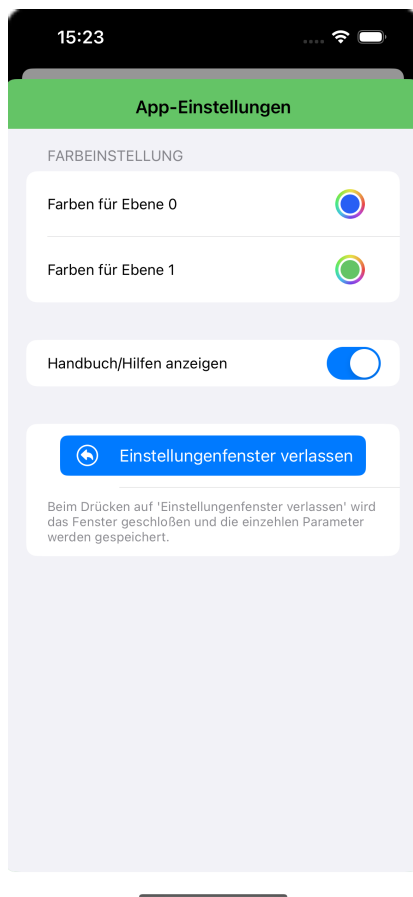 15:23
App-Einstellungen
FARBEINSTELLUNG
Farben für Ebene 0
Farben für Ebene 1
Handbuch/Hilfen anzeigen
Einstellungenfenster verlassen
Beim Drücken auf 'Einstellungenfenster verlassen' wird
das Fenster geschloßen und die einzehlen Parameter
werden gespeichert.